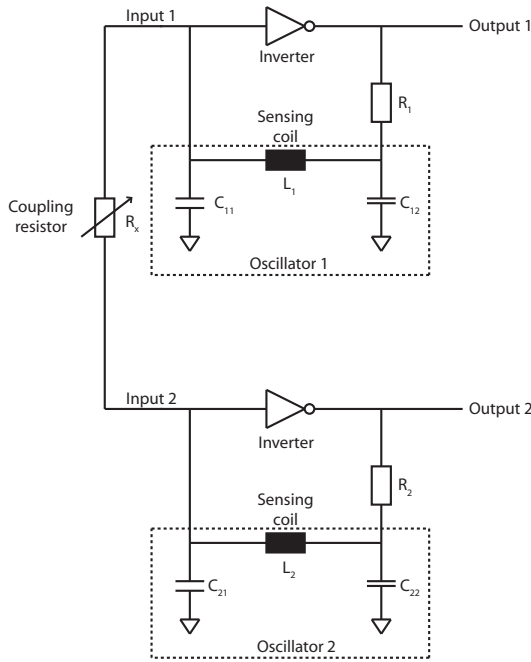 Input 1
Output 1
Inverter
R₁
Sensing
coil
L₁
C₁₁
C₁₂
Coupling
resistor
Rₓ
Oscillator 1
Input 2
Output 2
Inverter
R₂
Sensing
coil
L₂
C₂₁
C₂₂
Oscillator 2